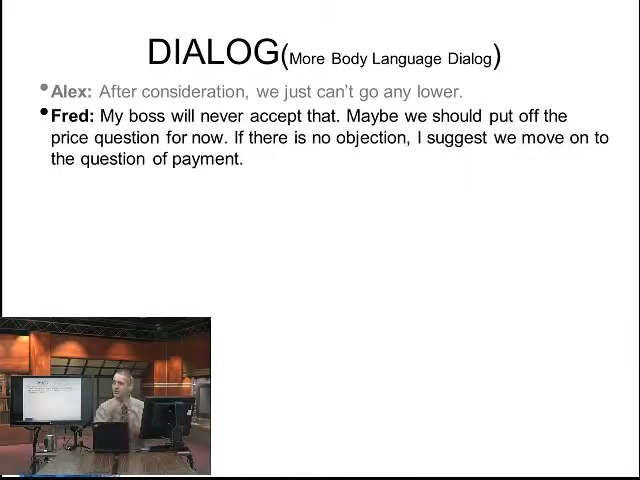 DIALOG(More Body Language Dialog)
•Alex: After consideration, we just can’t go any lower.
•Fred: My boss will never accept that. Maybe we should put off the
price question for now. If there is no objection, I suggest we move on to
the question of payment.